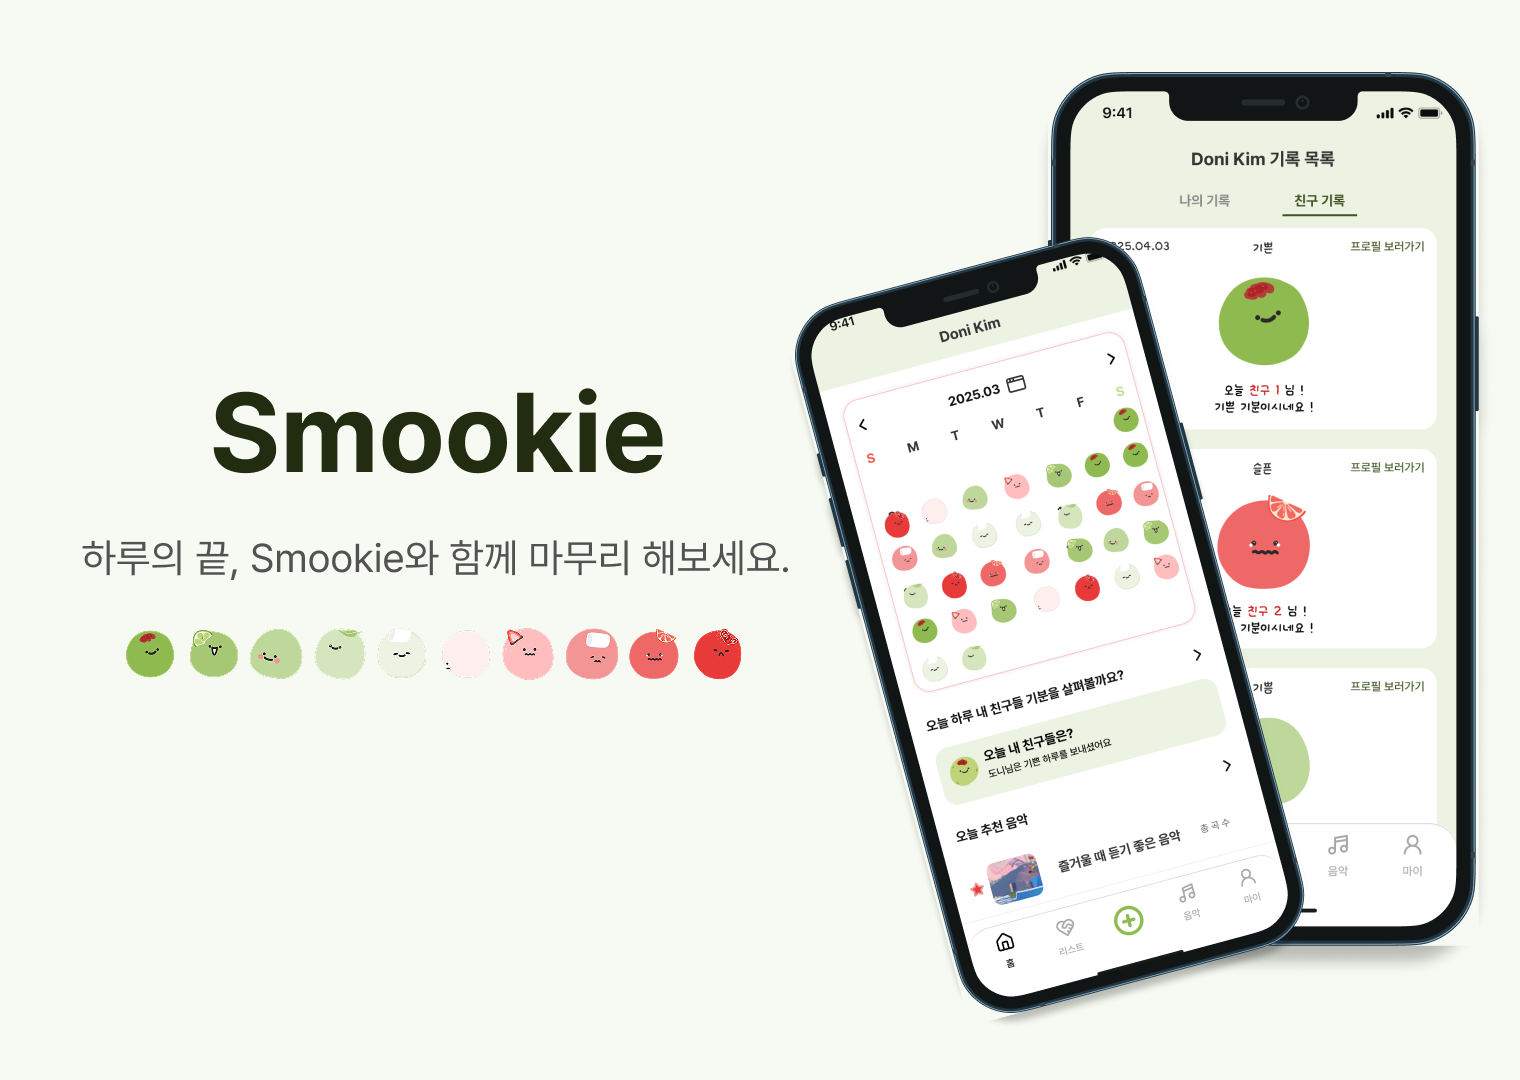 Smookie
하루의 끝, Smookie와 함께 마무리 해보세요.
9:41
Doni Kim
2025.03
S M T W T F S
오늘 하루 내 친구들 기분을 살펴볼까요?
오늘 내 친구들은?
도니님은 기쁜 하루를 보내셨어요
오늘 추천 음악
즐거울 때 듣기 좋은 음악
총 곡 수
홈
리스트
음악
마이
9:41
Doni Kim 기록 목록
나의 기록
친구 기록
25.04.03
기쁜
프로필 보러가기
오늘 친구 1 님 !
기쁜 기분이시네요 !
슬픈
프로필 보러가기
늘 친구 2 님 !
기분이시네요 !
기쁨
프로필 보러가기
음악
마이